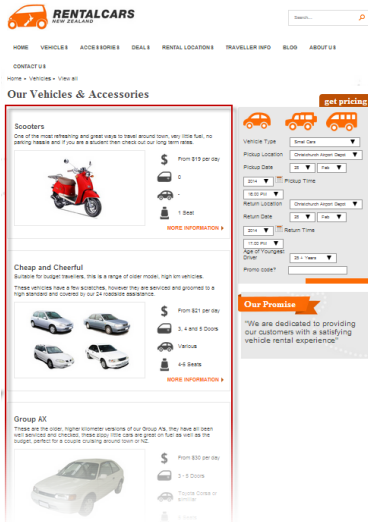 RENTALCARS
NEW ZEALAND
Search...
HOME VEHICLES ACCESSORIES DEALS RENTAL LOCATIONS TRAVELLER INFO BLOG ABOUT US
CONTACT US
Home » Vehicles » View all
Our Vehicles & Accessories
get pricing
Scooters
One of the most refreshing and great ways to travel around town, very little fuel, no
parking hassle and if you are a student then check out our long term rates.
From $19 per day
0
-
1 Seat
MORE INFORMATION
Cheap and Cheerful
Suitable for budget travellers, this is a range of older model, high km vehicles.
These vehicles have a few scratches, however they are serviced and groomed to a
high standard and covered by our 24 roadside assistance.
From $21 per day
3, 4 and 5 Doors
Various
4-5 Seats
MORE INFORMATION
Group AX
These are the older, higher kilometer versions of our Group A's, they have all been
well serviced and checked, these zippy little cars are great on fuel as well as the
budget, perfect for a couple cruising around town or NZ.
From $30 per day
3 - 5 Doors
Toyota Corsa or
similar
Vehicle Type Small Cars
Pickup Location Christchurch Airport Depot
Pickup Date 25 Feb
2014 Pickup Time
16:00 PM
Return Location Christchurch Airport Depot
Return Date 28 Feb
2014 Return Time
17:00 PM
Age of Youngest
Driver 25 + Years
Promo code?
Our Promise
"We are dedicated to providing
our customers with a satisfying
vehicle rental experience"